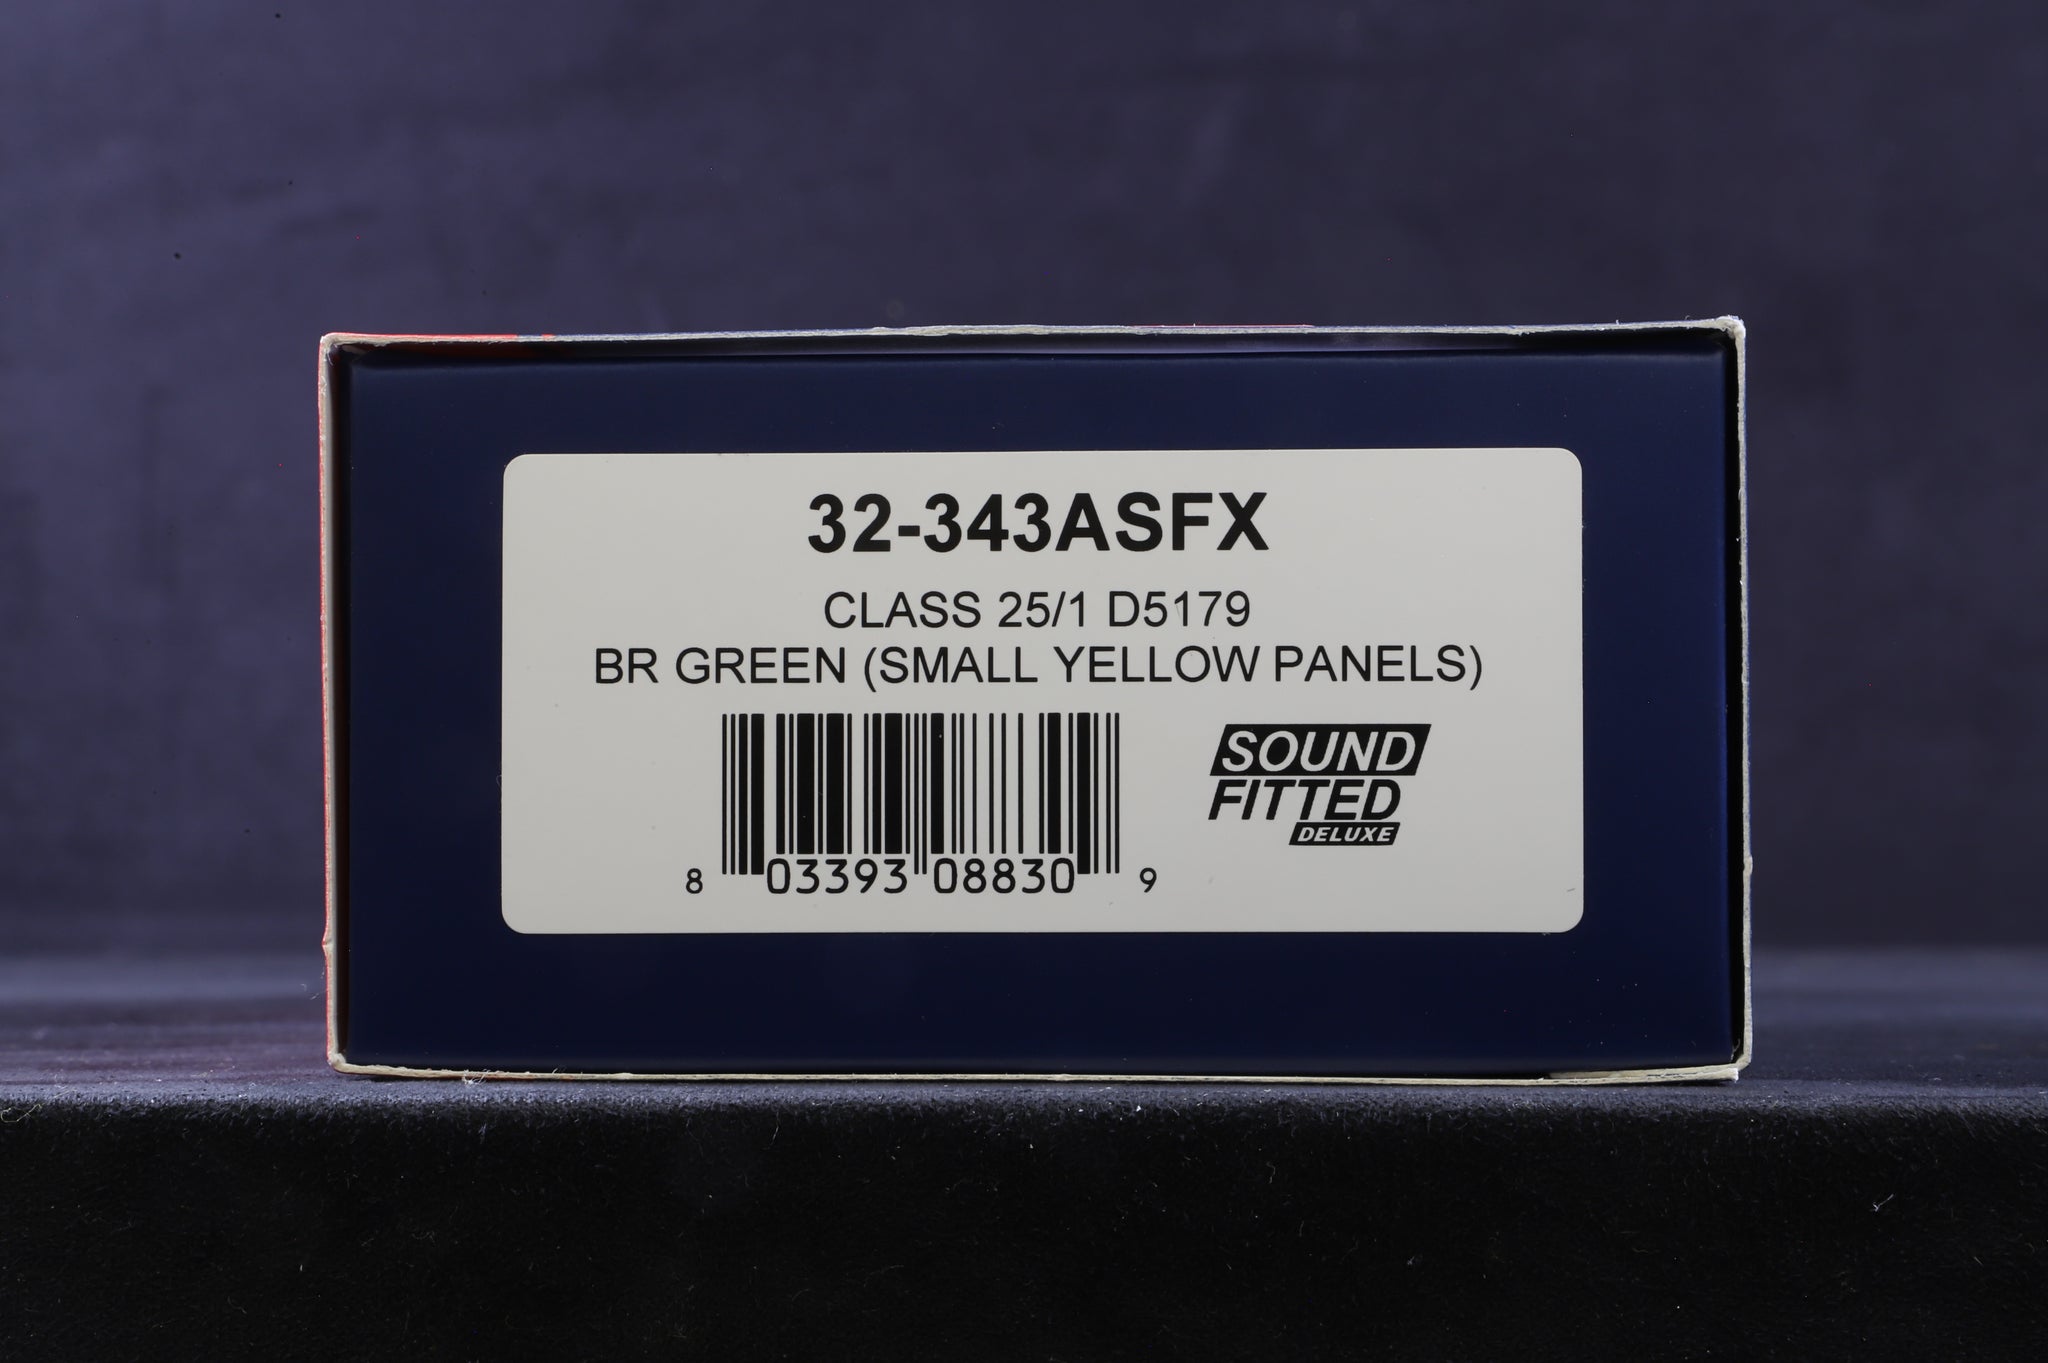 32-343ASFX
CLASS 25/1 D5179
BR GREEN (SMALL YELLOW PANELS)
SOUND
FITTED
DELUXE
8 03393 08830 9